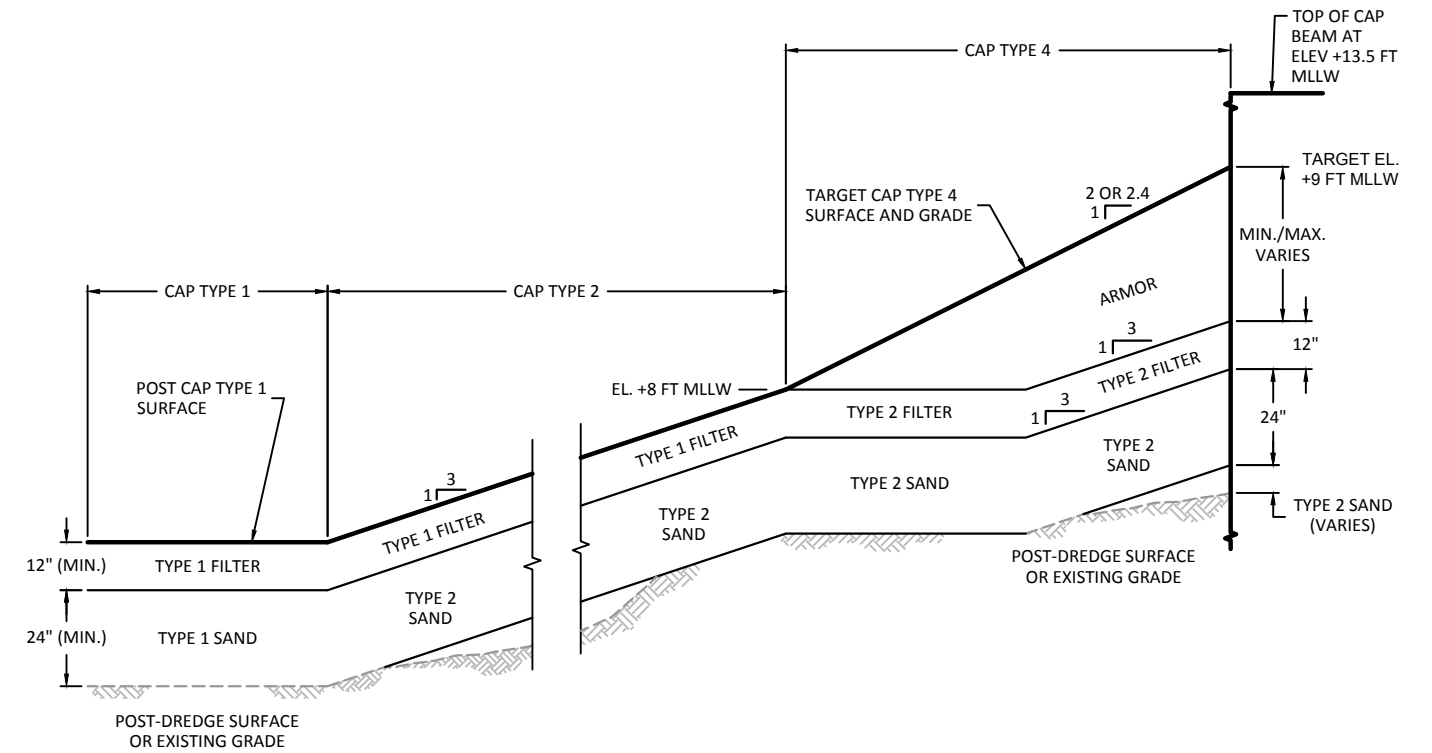 TOP OF CAP
BEAM AT
ELEV +13.5 FT
MLLW
CAP TYPE 4
TARGET EL.
+9 FT MLLW
2 OR 2.4
1
TARGET CAP TYPE 4
SURFACE AND GRADE
MIN./MAX.
VARIES
CAP TYPE 1
CAP TYPE 2
ARMOR
3
1
12"
POST CAP TYPE 1
SURFACE
EL. +8 FT MLLW
TYPE 2 FILTER
TYPE 2 FILTER
3
1
24"
TYPE 1 FILTER
TYPE 2
SAND
TYPE 2 SAND
3
1
TYPE 1 FILTER
TYPE 2
SAND
TYPE 2 SAND
(VARIES)
12" (MIN.)
TYPE 1 FILTER
POST-DREDGE SURFACE
OR EXISTING GRADE
TYPE 2
SAND
24" (MIN.)
TYPE 1 SAND
POST-DREDGE SURFACE
OR EXISTING GRADE